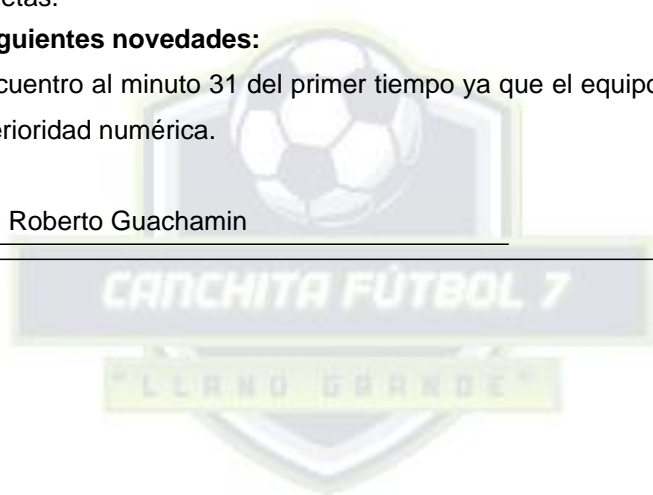 etas.
guientes novedades:
cuentro al minuto 31 del primer tiempo ya que el equipo
erioridad numérica.
Roberto Guachamin
CANCHITA FÚTBOL 7
"LLANO GRANDE"